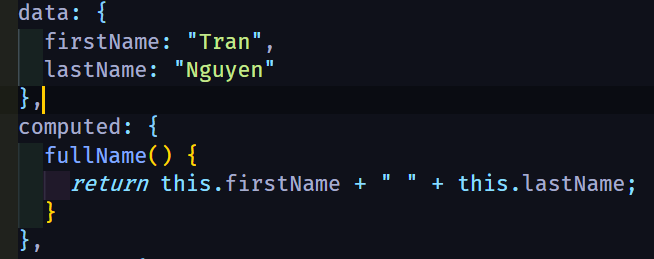 data: {
firstName: "Tran",
lastName: "Nguyen"
},
computed: {
fullName() {
return this.firstName + " " + this.lastName;
}
},